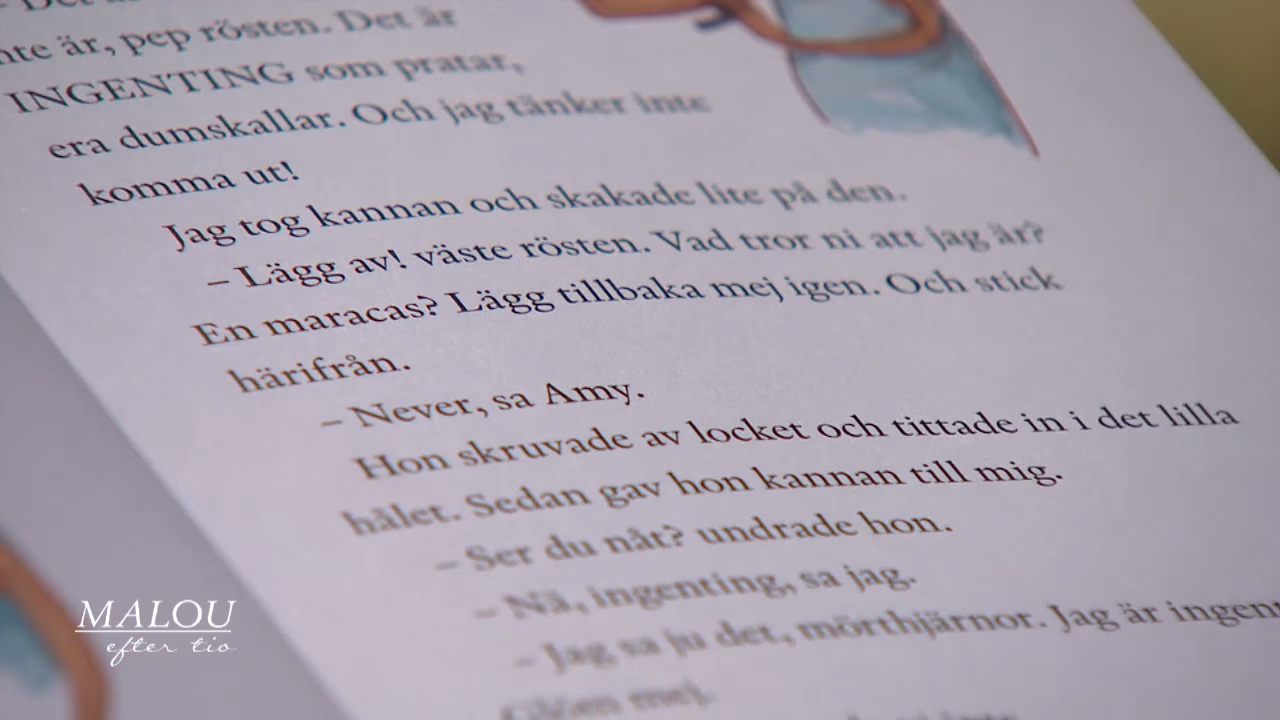 nte är, pep rösten. Det är
INGENTING som pratar,
era dumskallar. Och jag tänker inte
komma ut!
Jag tog kannan och skakade lite på den.
– Lägg av! väste rösten. Vad tror ni att jag är?
En maracas? Lägg tillbaka mej igen. Och stick
härifrån.
– Never, sa Amy.
Hon skruvade av locket och tittade in i det lilla
hålet. Sedan gav hon kannan till mig.
– Ser du nåt? undrade hon.
– Nä, ingenting, sa jag.
– Jag sa ju det, mörthjärnor. Jag är ingent
Glöm mej.
MALOU
efter tio